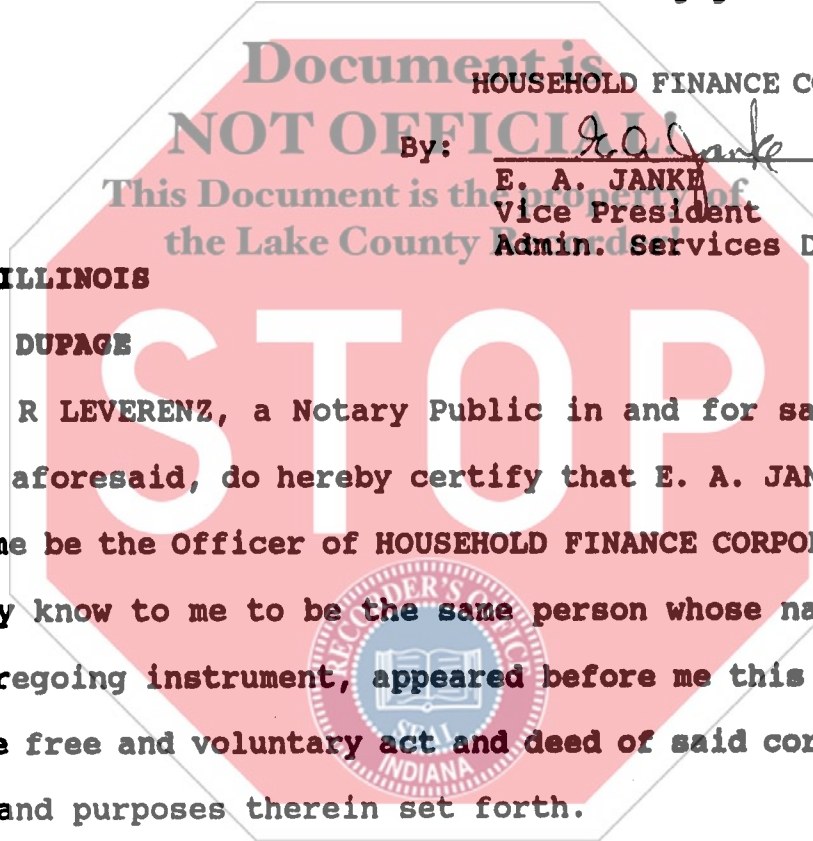 Document is
NOT OFFICIAL!
This Document is the property of
the Lake County Recorder!
HOUSEHOLD FINANCE CO
By: E. A. Janke
E. A. JANKE
Vice President
Admin. Services D
ILLINOIS
DUPAGE
STOP
R LEVERENZ, a Notary Public in and for sa
aforesaid, do hereby certify that E. A. JAN
me be the Officer of HOUSEHOLD FINANCE CORPOR
y know to me to be the same person whose na
regoing instrument, appeared before me this
e free and voluntary act and deed of said cor
and purposes therein set forth.
RECORDER'S OFFICE
SEAL
INDIANA